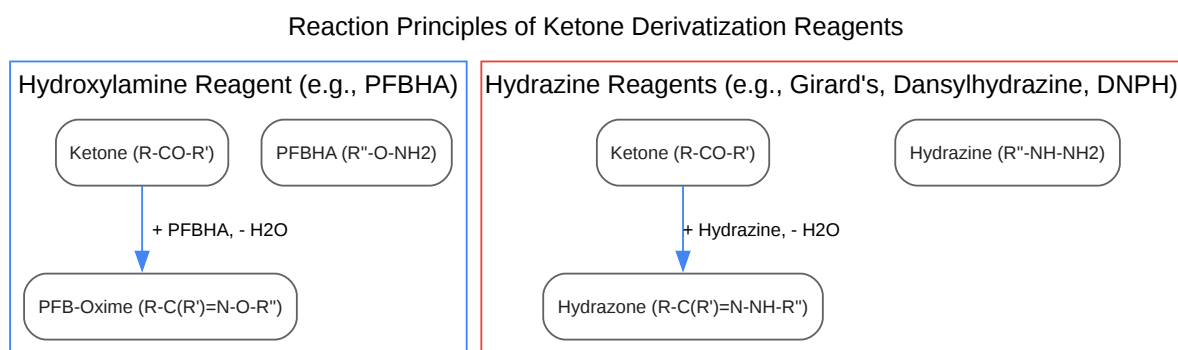 Reaction Principles of Ketone Derivatization Reagents
Hydroxylamine Reagent (e.g., PFBHA)
Ketone (R-CO-R')
PFBHA (R"-O-NH2)
+ PFBHA, - H2O
PFB-Oxime (R-C(R')=N-O-R")
Hydrazine Reagents (e.g., Girard's, Dansylhydrazine, DNPH)
Ketone (R-CO-R')
Hydrazine (R"-NH-NH2)
+ Hydrazine, - H2O
Hydrazone (R-C(R')=N-NH-R")